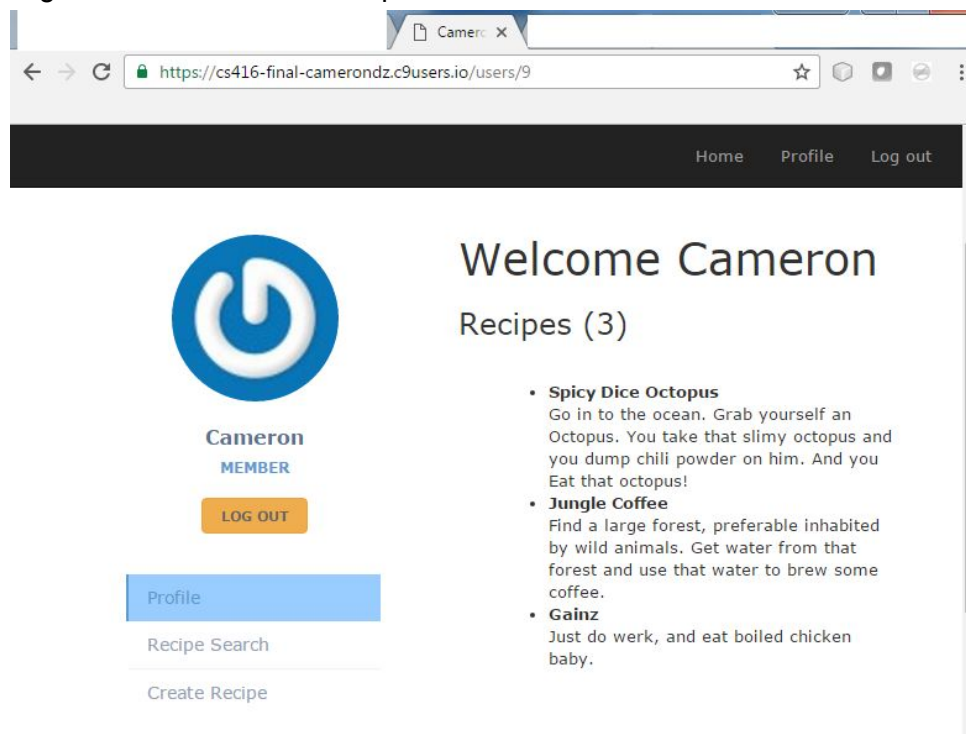 Camerc
https://cs416-final-camerondz.c9users.io/users/9
Home Profile Log out
Welcome Cameron
Recipes (3)
Cameron
MEMBER
LOG OUT
Profile
Recipe Search
Create Recipe
• Spicy Dice Octopus
Go in to the ocean. Grab yourself an
Octopus. You take that slimy octopus and
you dump chili powder on him. And you
Eat that octopus!
• Jungle Coffee
Find a large forest, preferable inhabited
by wild animals. Get water from that
forest and use that water to brew some
coffee.
• Gainz
Just do werk, and eat boiled chicken
baby.